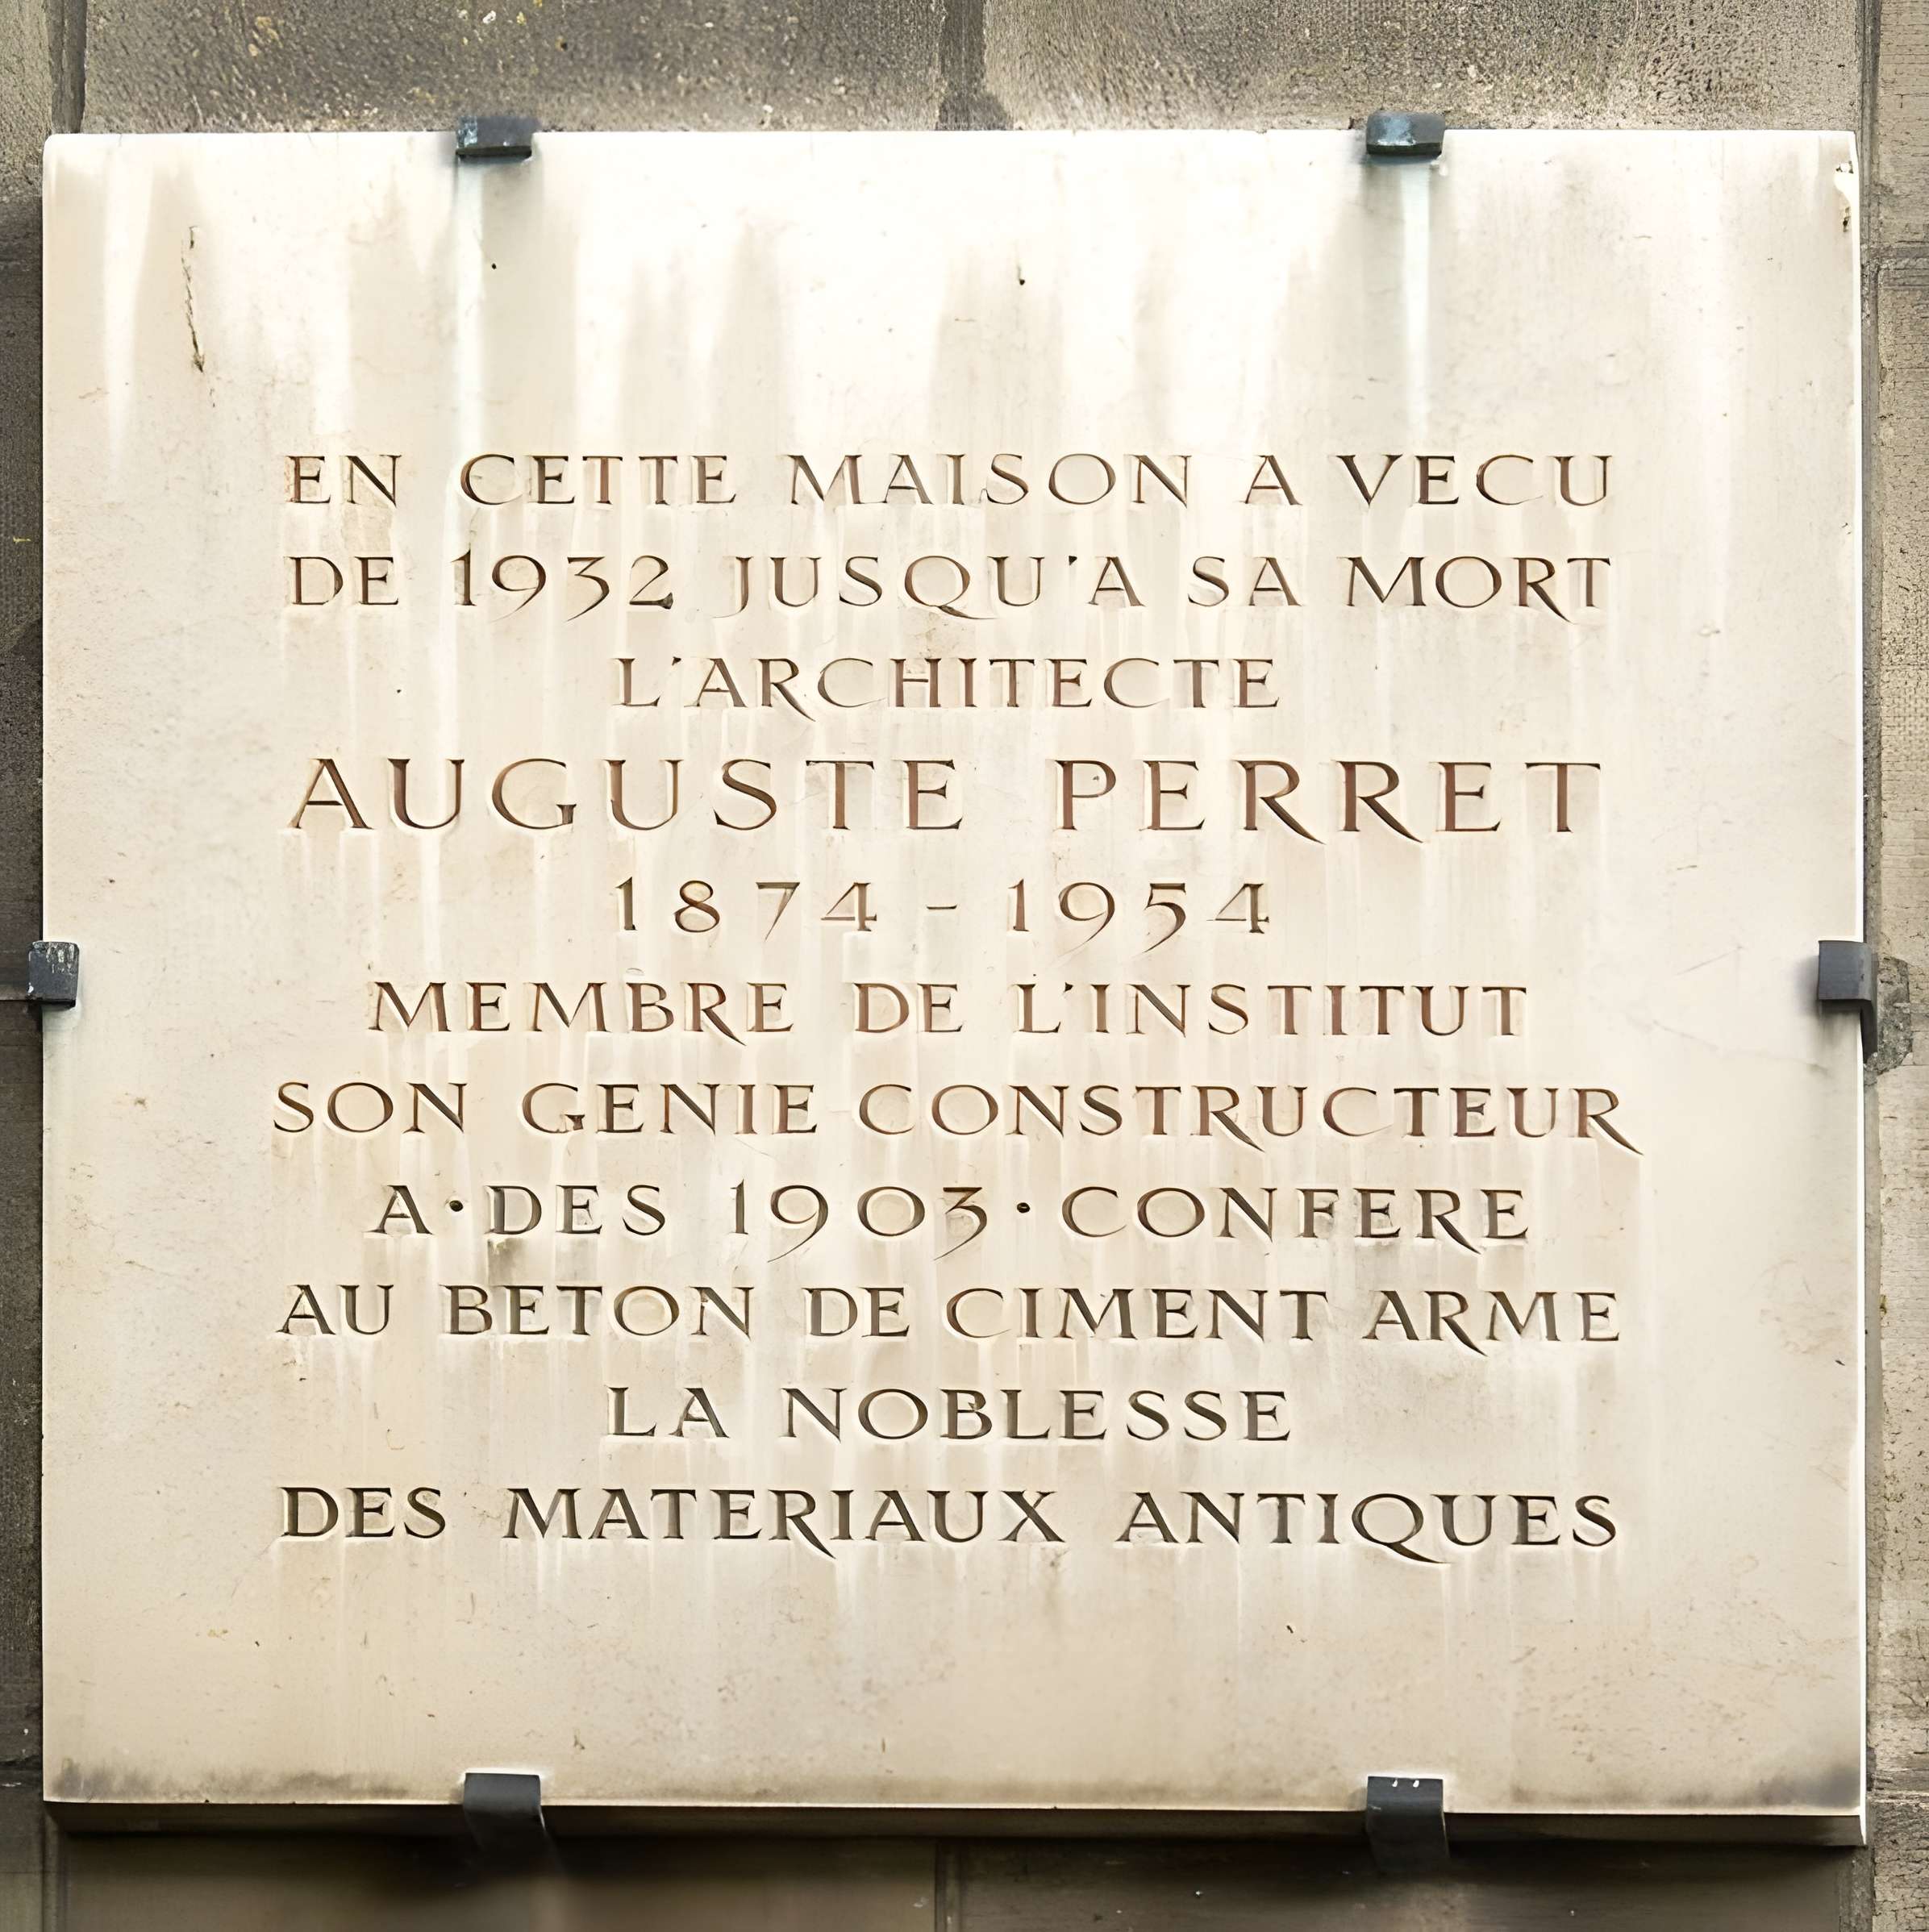 EN CETTE MAISON A VECU
DE 1932 JUSQU'A SA MORT
L'ARCHITECTE
AUGUSTE PERRET
1874 - 1954
MEMBRE DE L'INSTITUT
SON GENIE CONSTRUCTEUR
A·DES 1903·CONFERE
AU BETON DE CIMENT ARME
LA NOBLESSE
DES MATERIAUX ANTIQUES